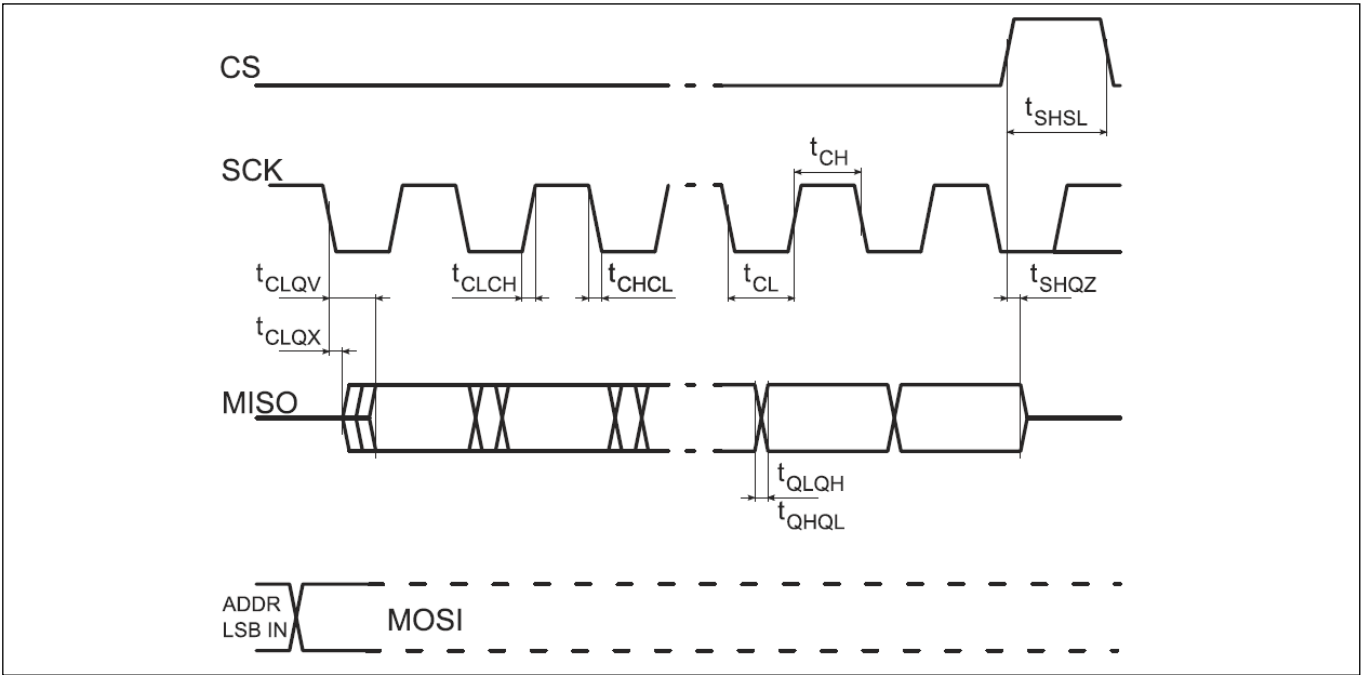 CS
tSHSL
tCH
SCK
tCLQV
tCLCH
tCHCL
tCL
tSHQZ
tCLQX
MISO
tQLQH
tQHQL
ADDR
LSB IN
MOSI